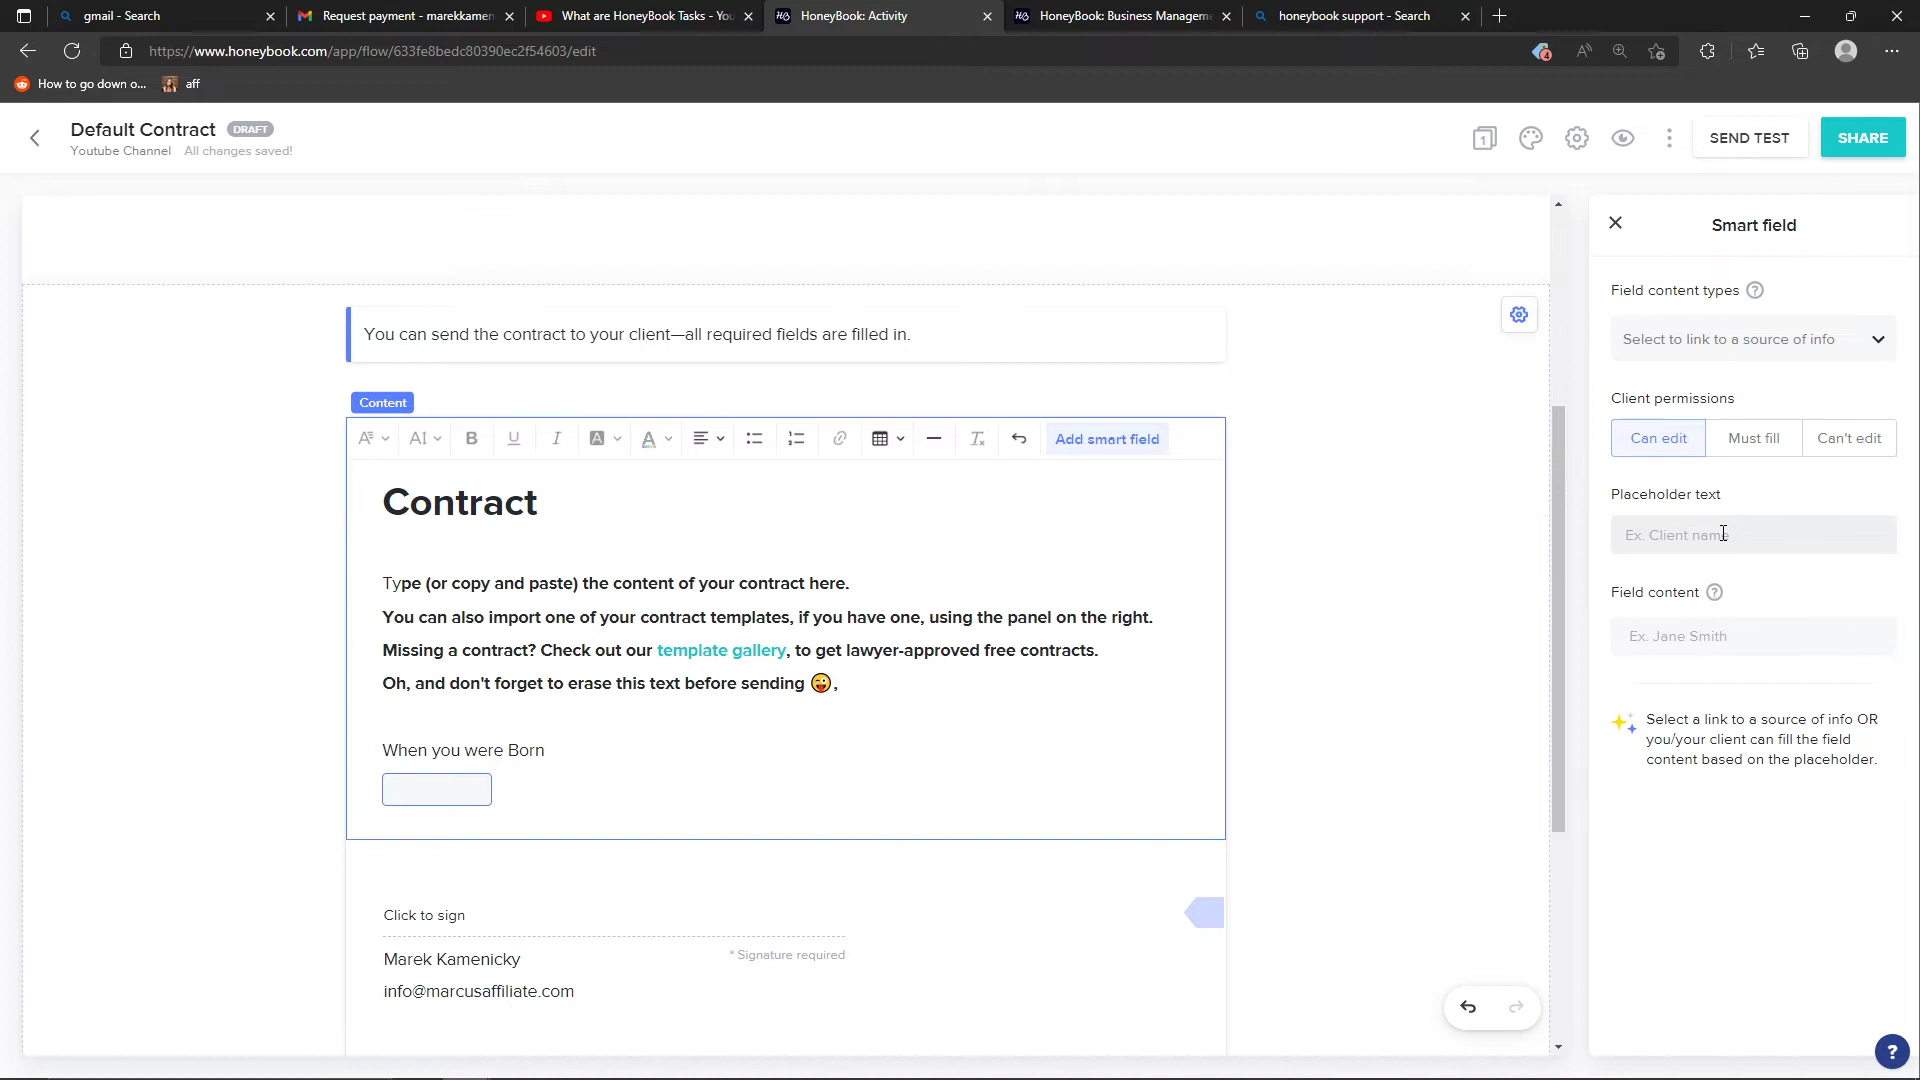 gmail - Search
Request payment - marekkamen
What are HoneyBook Tasks - You
HoneyBook: Activity
HoneyBook: Business Managem
honeybook support - Search
https://www.honeybook.com/app/flow/633fe8bedc80390ec2f54603/edit
4
How to go down o...
aff
Default Contract DRAFT
Youtube Channel All changes saved!
1
SEND TEST
SHARE
You can send the contract to your client—all required fields are filled in.
Content
Add smart field
Contract
Type (or copy and paste) the content of your contract here.
You can also import one of your contract templates, if you have one, using the panel on the right.
Missing a contract? Check out our template gallery, to get lawyer-approved free contracts.
Oh, and don't forget to erase this text before sending 😜,
When you were Born
Click to sign
Marek Kamenicky
* Signature required
info@marcusaffiliate.com
Smart field
Field content types ?
Select to link to a source of info
Client permissions
Can edit
Must fill
Can't edit
Placeholder text
Ex. Client name
Field content ?
Ex. Jane Smith
Select a link to a source of info OR
you/your client can fill the field
content based on the placeholder.
?